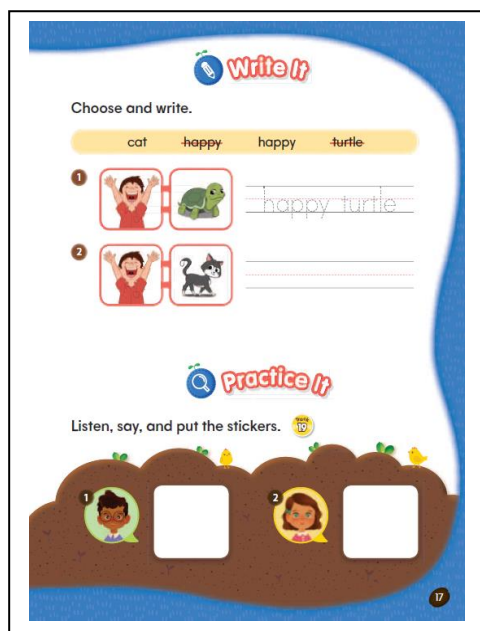 Write It
Choose and write.
cat happy happy turtle
1
happy turtle
2
Practice It
Listen, say, and put the stickers.
19
1 2
17